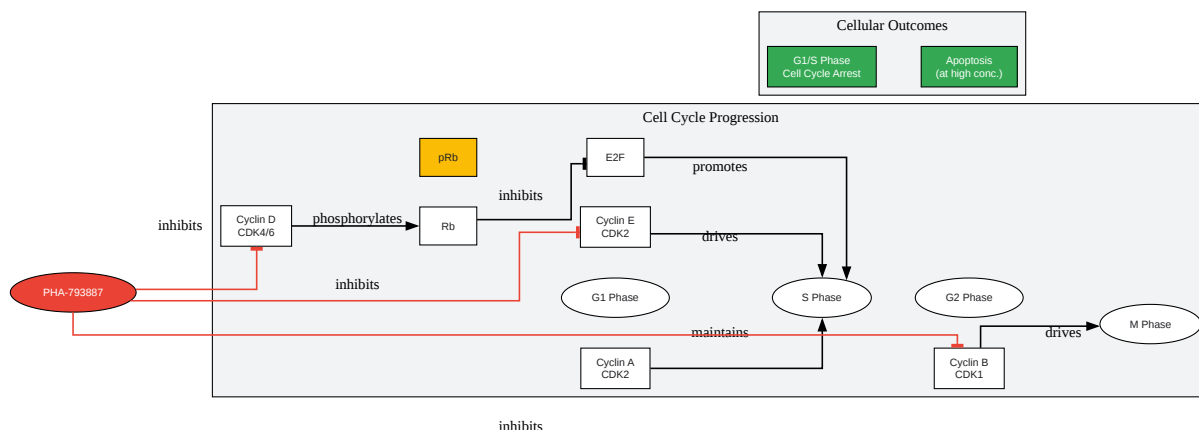 Cellular Outcomes
G1/S Phase
Cell Cycle Arrest
Apoptosis
(at high conc.)
Cell Cycle Progression
pRb
E2F
promotes
inhibits
inhibits
Cyclin D
CDK4/6
phosphorylates
Rb
Cyclin E
CDK2
drives
PHA-793887
inhibits
G1 Phase
S Phase
G2 Phase
M Phase
maintains
drives
Cyclin A
CDK2
Cyclin B
CDK1
inhibits